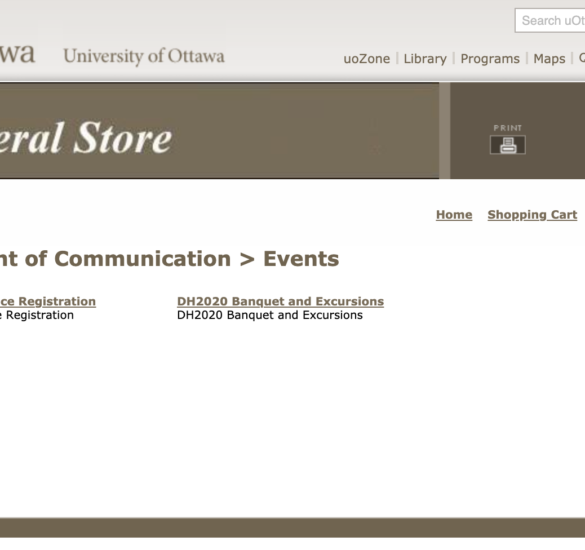 Search uOt
wa University of Ottawa
uoZone | Library | Programs | Maps | Q
eral Store
PRINT
Home Shopping Cart
nt of Communication > Events
ce Registration DH2020 Banquet and Excursions
e Registration DH2020 Banquet and Excursions